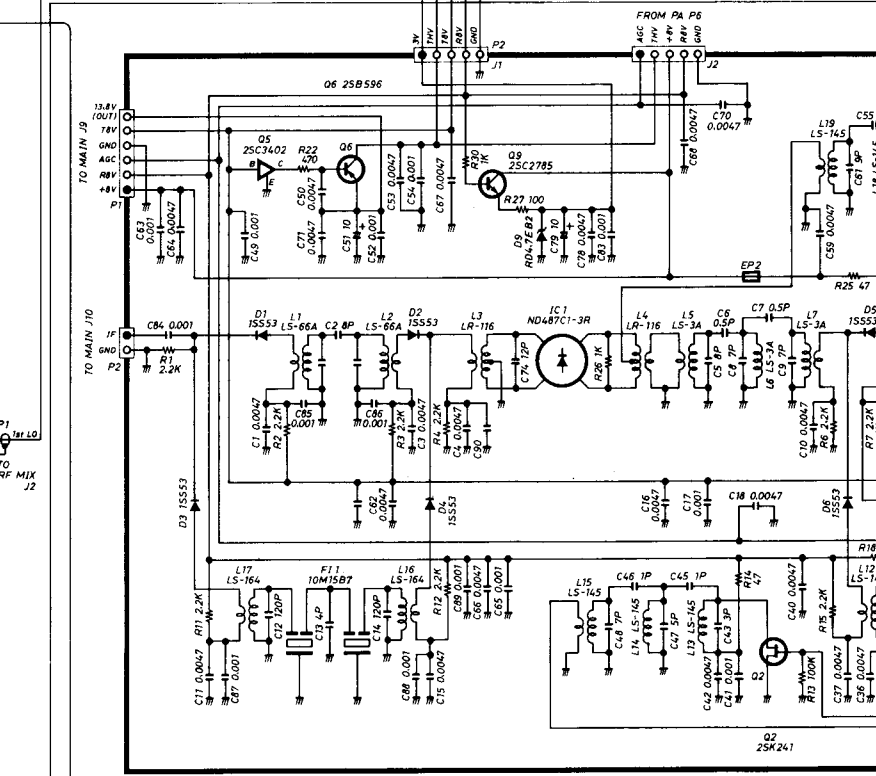 FROM PA P6
3V
THV
T8V
R8V
GND
P2
J1
AGC
THV
+8V
R8V
GND
J2
Q6 2SB596
13.8V
(OUT)
T8V
GND
AGC
R8V
+8V
TO MAIN J9
P1
Q5
2SC3402
B
C
E
R22
470
Q6
C50
0.0047
C71
0.0047
C51 10
+
C52 0.001
C53 0.0047
C54 0.001
C67 0.0047
R30
1K
Q9
2SC2785
R27 100
D9
RD4.7E B2
C79 10
+
C78 0.0047
C83 0.001
C68 0.0047
C70
0.0047
L19
LS-145
C55
C61 9P
C59 0.0047
C63
0.001
C64 0.0047
C49 0.001
EP2
R25 47
TO MAIN J10
IF
GND
P2
C84 0.001
R1
2.2K
D1
1SS53
L1
LS-66A
C2 8P
L2
LS-66A
D2
1SS53
L3
LR-116
C74 12P
IC1
ND487C1-3R
R26 1K
L4
LR-116
L5
LS-3A
C6
0.5P
C5 8P
C7 0.5P
C8 7P
L6 LS-3A
C9 7P
L7
LS-3A
D5
1SS53
C1 0.0047
R2 2.2K
C85
0.001
C86
0.001
R3 2.2K
C3 0.0047
R4 2.2K
C4 0.0047
C90
C10 0.0047
R6 2.2K
R7 2.2K
P1
1st LO
TO
RF MIX
J2
D3 1SS53
C62
0.0047
D4
1SS53
C16
0.0047
C17
0.001
C18 0.0047
D6
1SS53
R18
L17
LS-164
FI 1
10M15B7
L16
LS-164
R11 2.2K
C12 120P
C13 4P
C14 120P
R12 2.2K
C89 0.001
C66 0.0047
C65 0.001
L15
LS-145
C46 1P
C45 1P
C48 7P
L14 LS-145
C47 5P
L13 LS-145
C43 3P
R14
47
C40 0.0047
R15 2.2K
L12
C11 0.0047
C87 0.001
C88 0.001
C15 0.0047
C42 0.0047
C41 0.001
Q2
R13 100K
C37 0.0047
C36 0.0047
Q2
2SK241